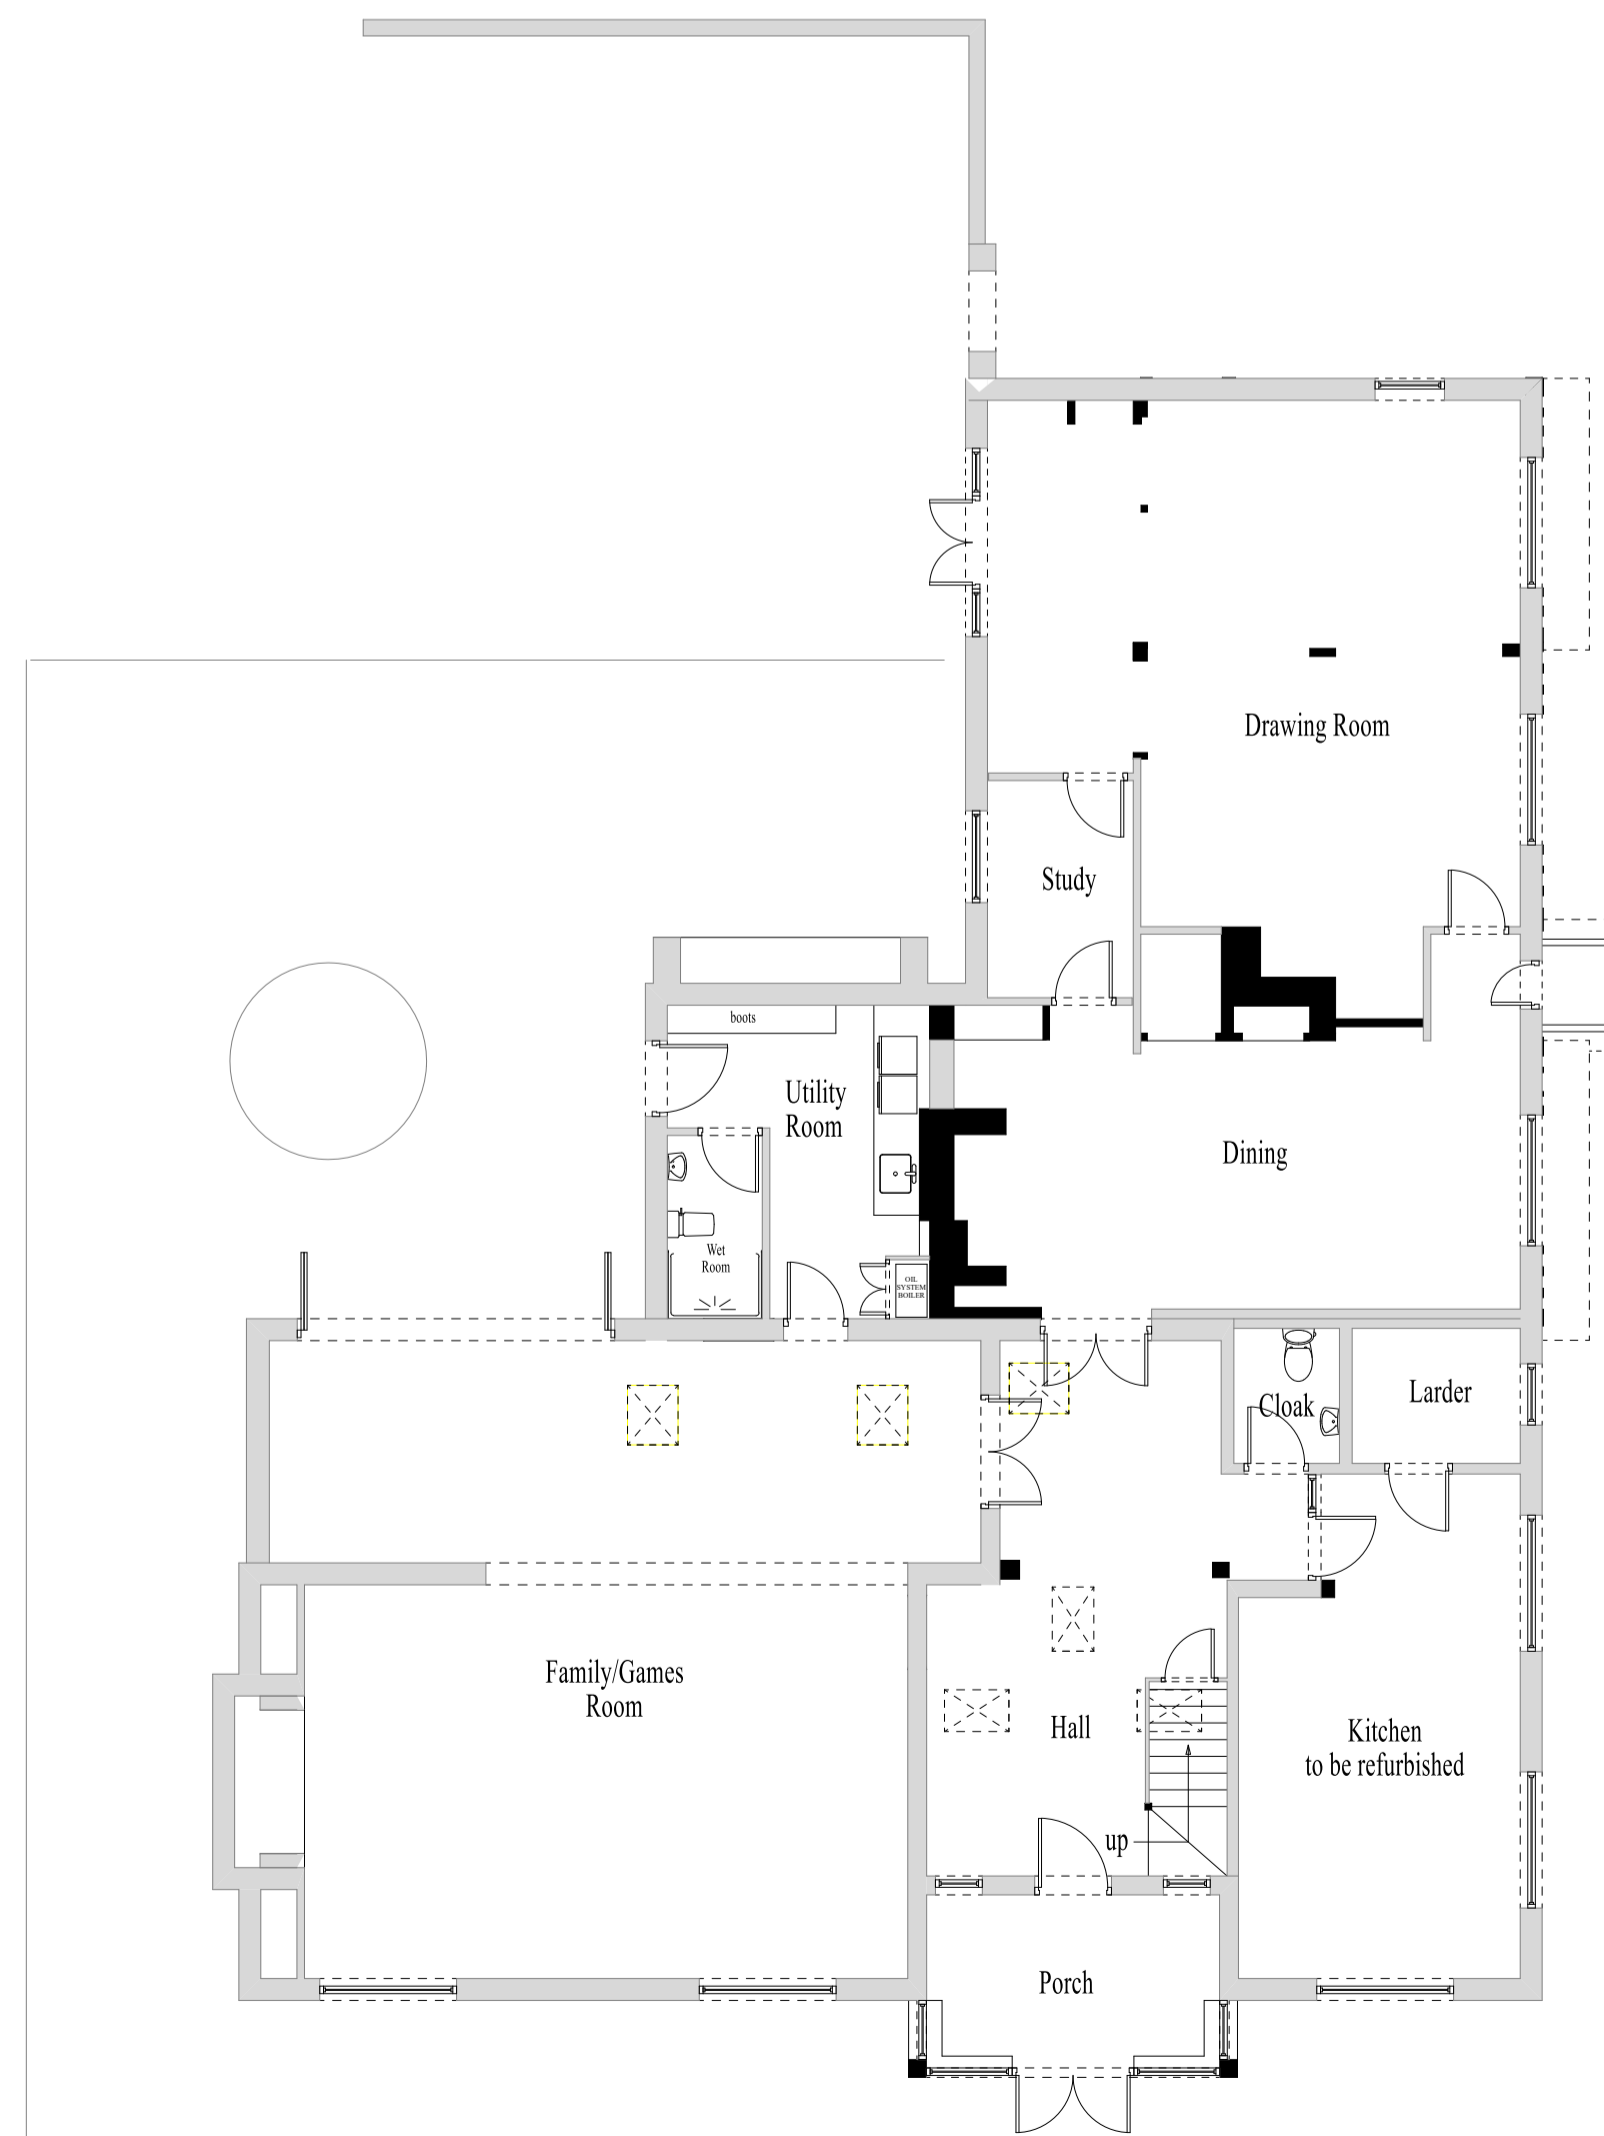 Drawing Room
Study
boots
Utility
Room
Dining
Wet
Room
OIL
SYSTEM
BOILER
Cloak
Larder
Family/Games
Room
Hall
Kitchen
to be refurbished
up
Porch